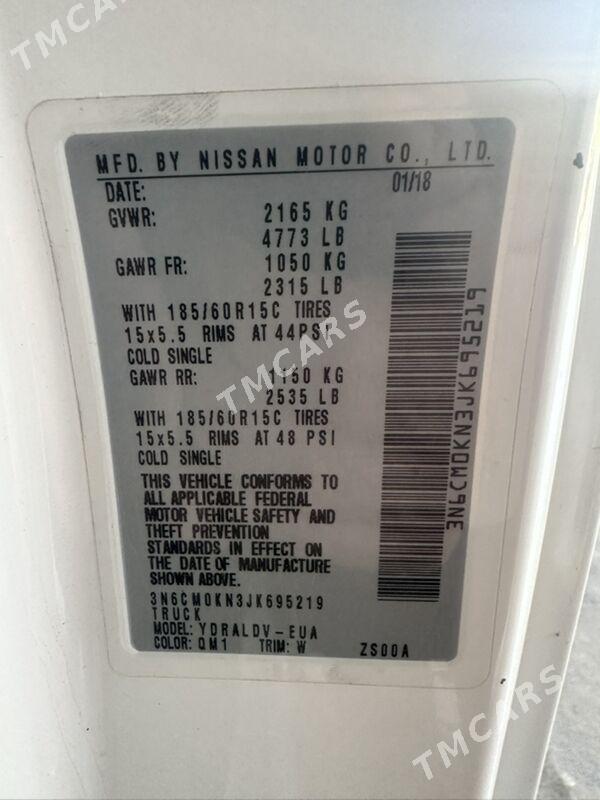 TMCARS
MFD. BY NISSAN MOTOR CO., LTD.
DATE: 01/18
GVWR: 2165 KG
4773 LB
GAWR FR: 1050 KG
2315 LB
WITH 185/60R15C TIRES
15x5.5 RIMS AT 44PSI
COLD SINGLE
TMCARS
GAWR RR: 1150 KG
2535 LB
WITH 185/60R15C TIRES
15x5.5 RIMS AT 48 PSI
COLD SINGLE
THIS VEHICLE CONFORMS TO
ALL APPLICABLE FEDERAL
MOTOR VEHICLE SAFETY AND
THEFT PREVENTION
STANDARDS IN EFFECT ON
THE DATE OF MANUFACTURE
SHOWN ABOVE.
3N6CM0KN3JK695219
TRUCK
MODEL: YDRALDV-EUA
COLOR: QM1 TRIM: W ZS00A
3N6CM0KN3JK695219
TMCARS